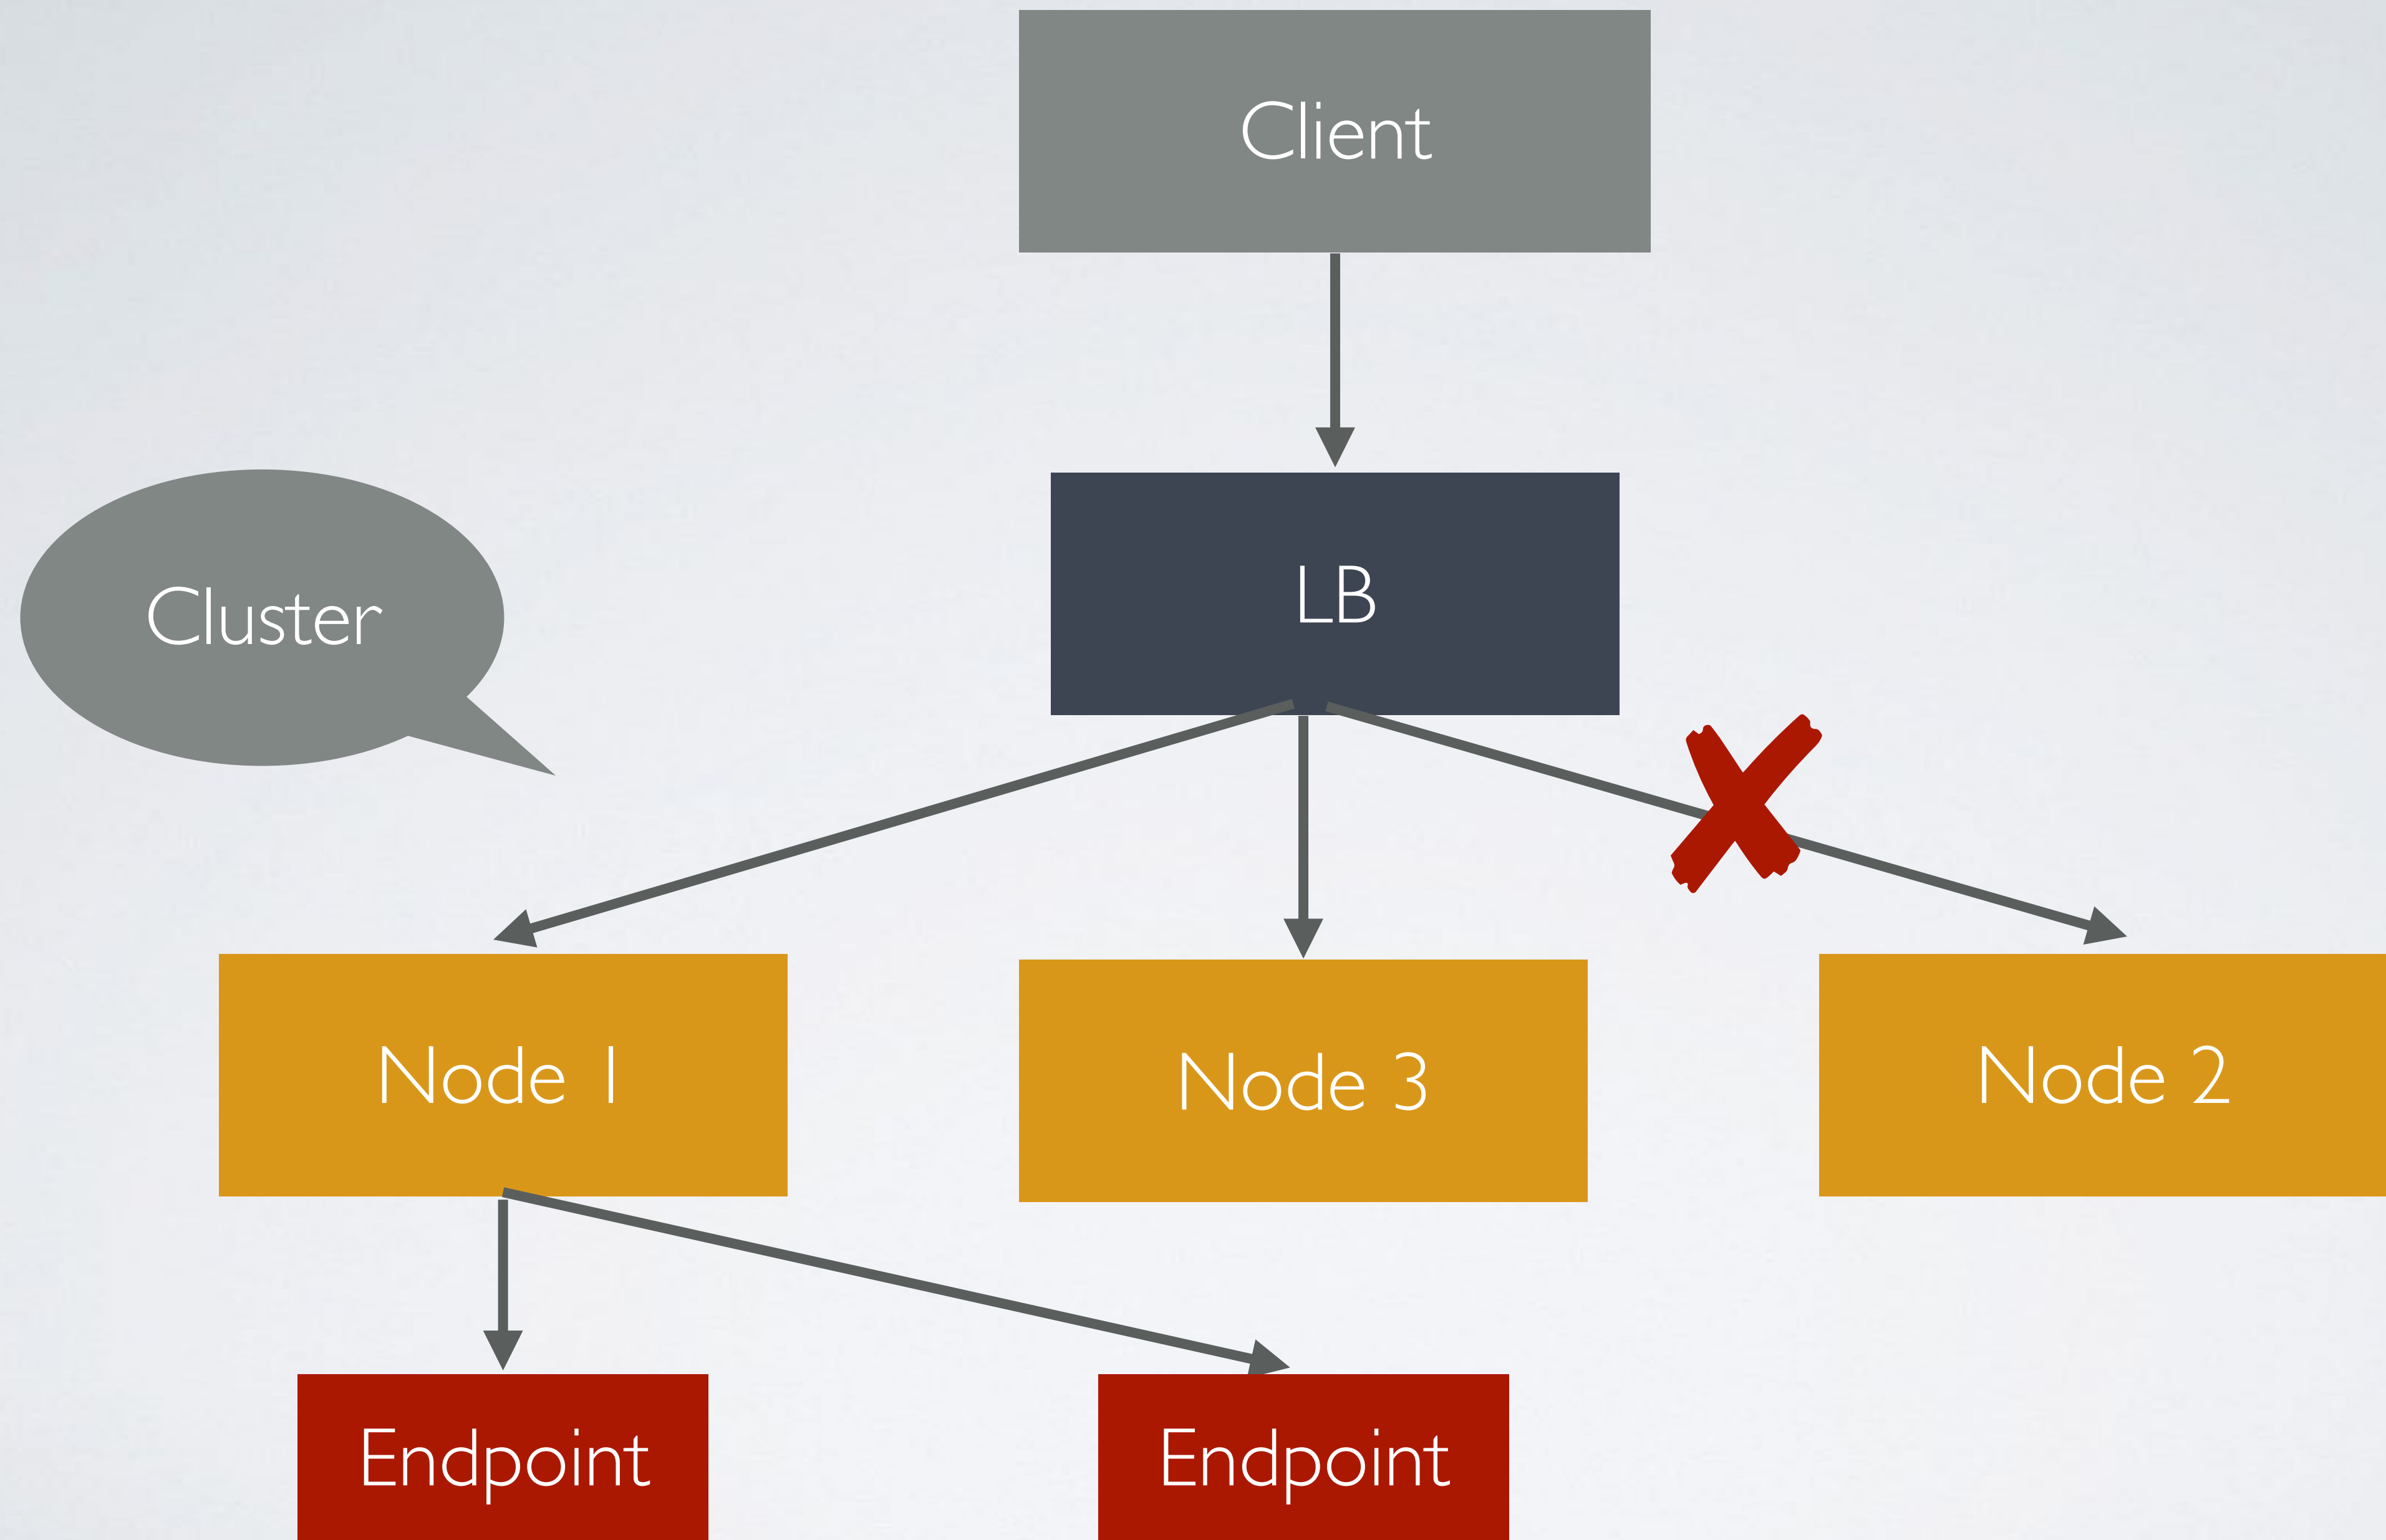 Client
Cluster
LB
Node 1
Node 3
Node 2
Endpoint
Endpoint